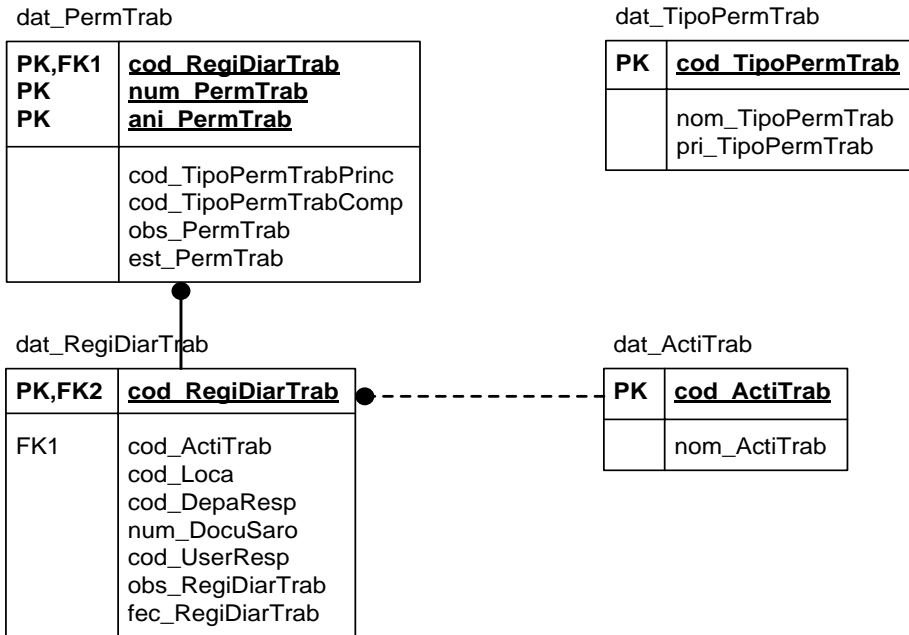 dat_PermTrab
PK,FK1 cod_RegiDiarTrab
PK num_PermTrab
PK ani_PermTrab
cod_TipoPermTrabPrinc
cod_TipoPermTrabComp
obs_PermTrab
est_PermTrab
dat_TipoPermTrab
PK cod_TipoPermTrab
nom_TipoPermTrab
pri_TipoPermTrab
dat_RegiDiarTrab
PK,FK2 cod_RegiDiarTrab
FK1 cod_ActiTrab
cod_Loca
cod_DepaResp
num_DocuSaro
cod_UserResp
obs_RegiDiarTrab
fec_RegiDiarTrab
dat_ActiTrab
PK cod_ActiTrab
nom_ActiTrab